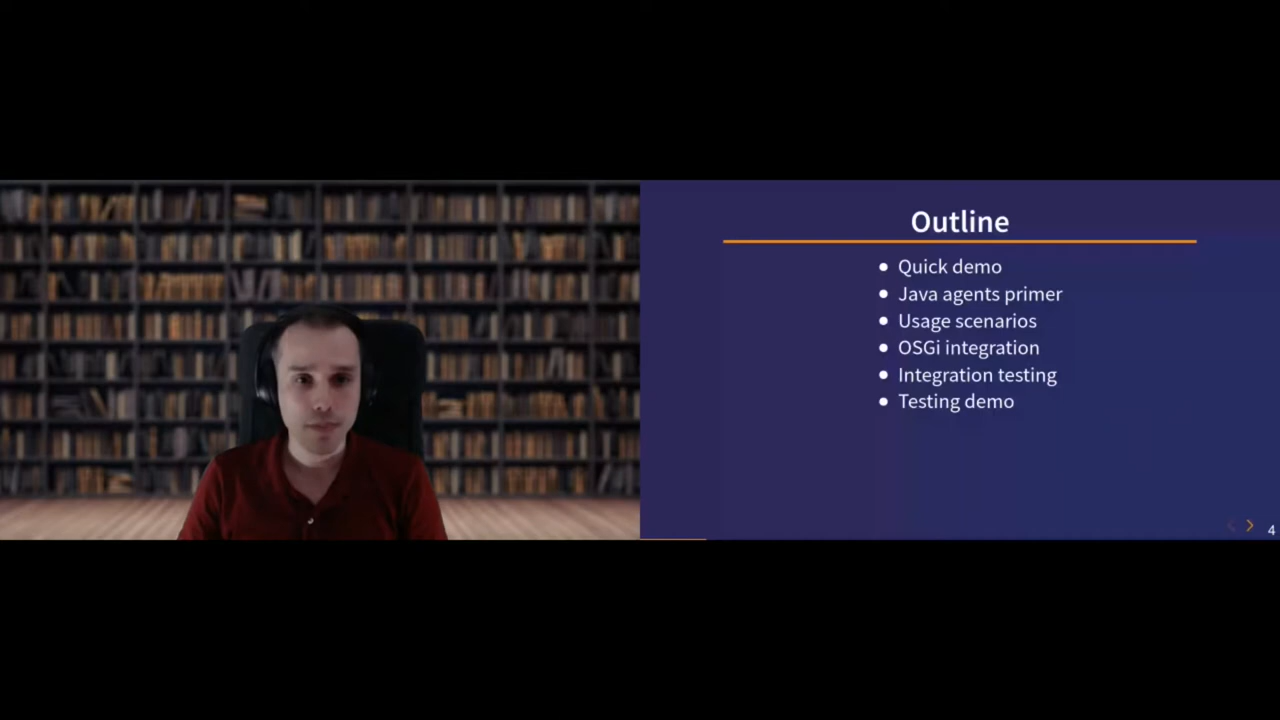 Outline
Quick demo
Java agents primer
Usage scenarios
OSGi integration
Integration testing
Testing demo
4